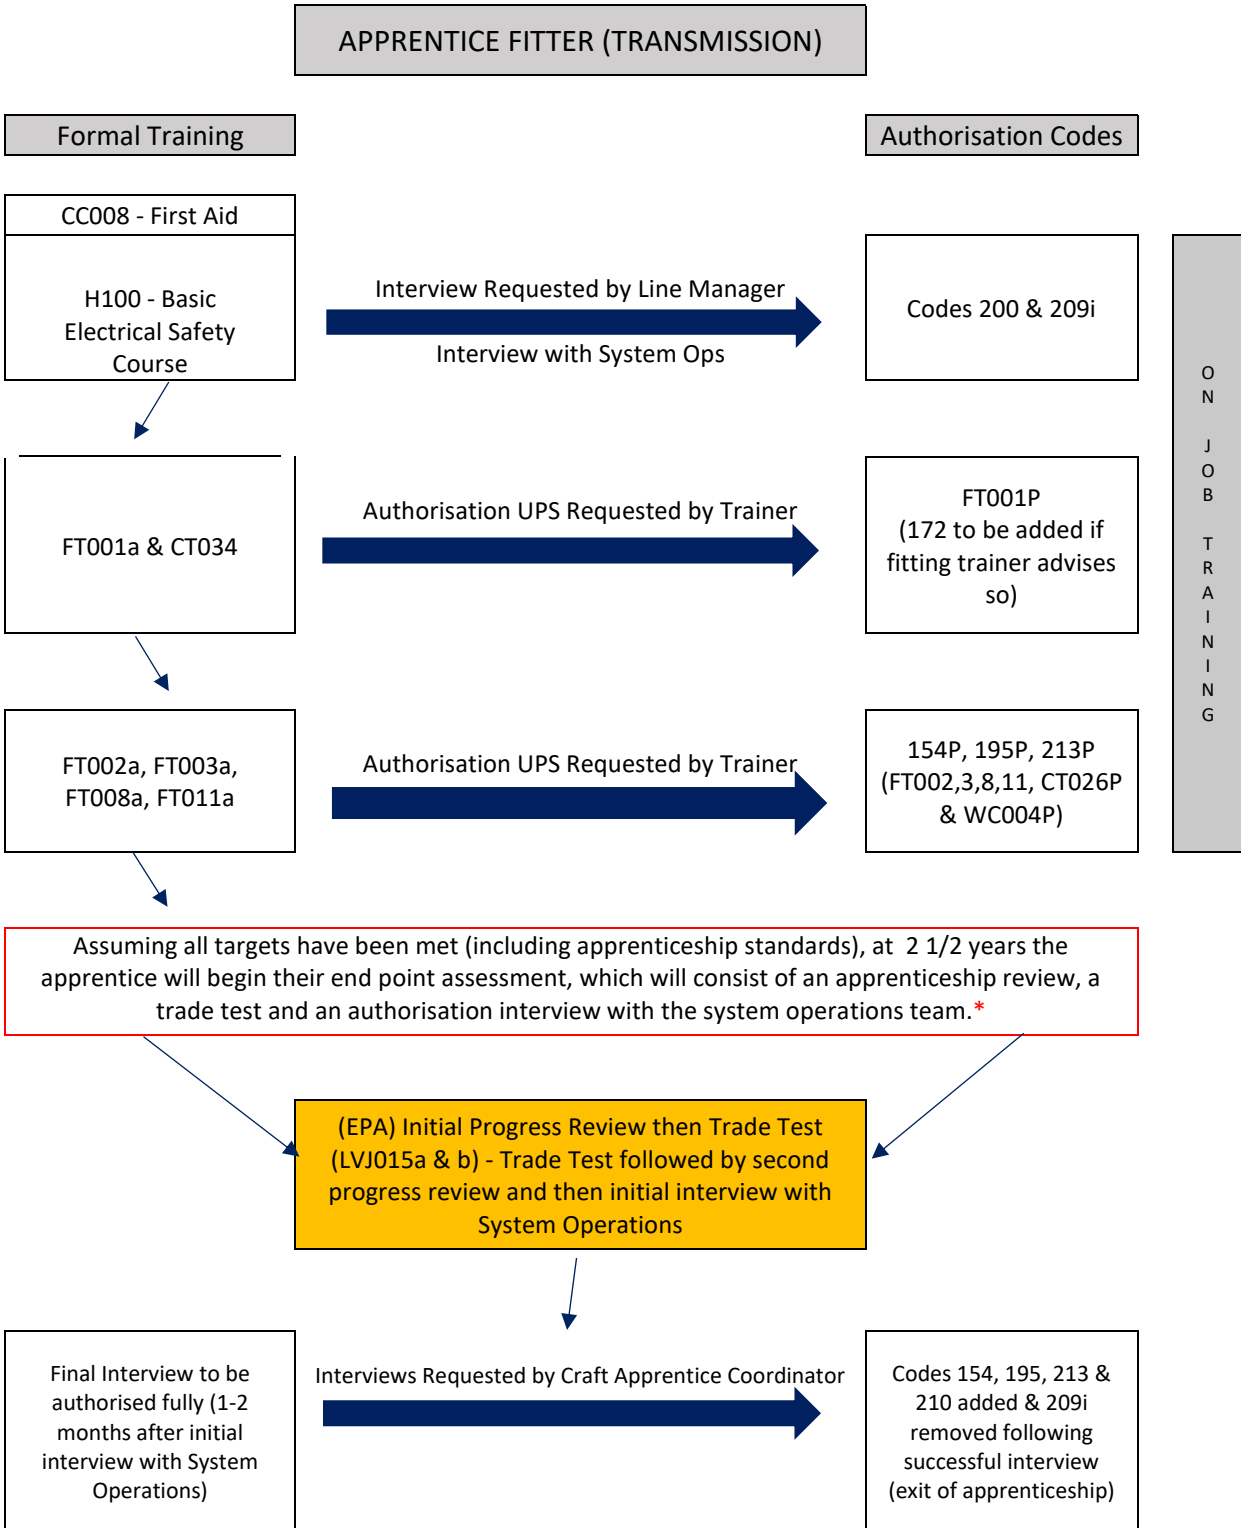 APPRENTICE FITTER (TRANSMISSION)
Formal Training
Authorisation Codes
CC008 - First Aid
H100 - Basic
Electrical Safety
Course
Interview Requested by Line Manager
Interview with System Ops
Codes 200 & 209i
FT001a & CT034
Authorisation UPS Requested by Trainer
FT001P
(172 to be added if
fitting trainer advises
so)
FT002a, FT003a,
FT008a, FT011a
Authorisation UPS Requested by Trainer
154P, 195P, 213P
(FT002,3,8,11, CT026P
& WC004P)
ON JOB TRAINING
Assuming all targets have been met (including apprenticeship standards), at 2 1/2 years the
apprentice will begin their end point assessment, which will consist of an apprenticeship review, a
trade test and an authorisation interview with the system operations team.*
(EPA) Initial Progress Review then Trade Test
(LVJ015a & b) - Trade Test followed by second
progress review and then initial interview with
System Operations
Final Interview to be
authorised fully (1-2
months after initial
interview with System
Operations)
Interviews Requested by Craft Apprentice Coordinator
Codes 154, 195, 213 &
210 added & 209i
removed following
successful interview
(exit of apprenticeship)